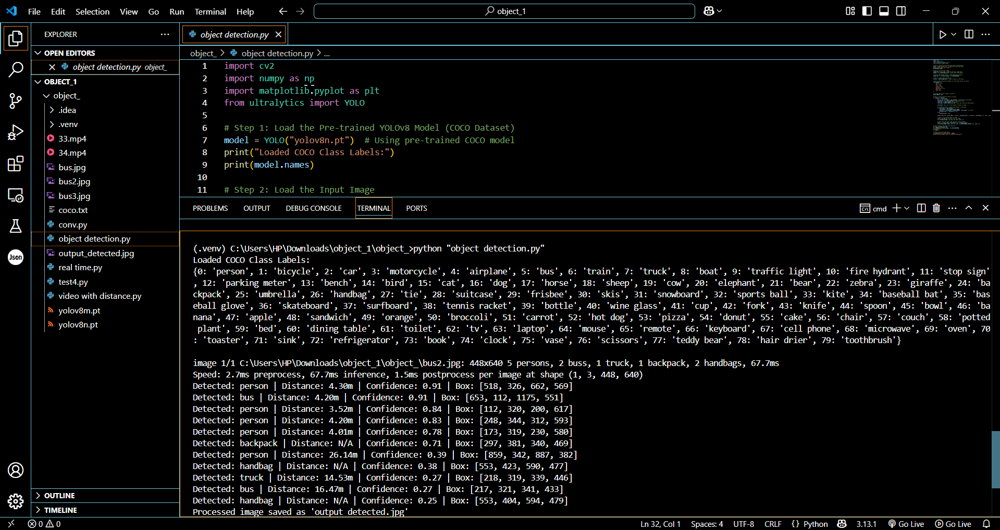 File Edit Selection View Go Run Terminal Help
object_1
EXPLORER
OPEN EDITORS
object detection.py object_
OBJECT_1
object_
.idea
.venv
33.mp4
34.mp4
bus.jpg
bus2.jpg
bus3.jpg
coco.txt
conv.py
object detection.py
output_detected.jpg
real time.py
test4.py
video with distance.py
yolov8m.pt
yolov8n.pt
OUTLINE
TIMELINE
Json
object detection.py
object_ > object detection.py > ...
1 import cv2
2 import numpy as np
3 import matplotlib.pyplot as plt
4 from ultralytics import YOLO
5
6 # Step 1: Load the Pre-trained YOLOv8 Model (COCO Dataset)
7 model = YOLO("yolov8n.pt")  # Using pre-trained COCO model
8 print("Loaded COCO Class Labels:")
9 print(model.names)
10
11 # Step 2: Load the Input Image
PROBLEMS OUTPUT DEBUG CONSOLE TERMINAL PORTS
cmd
(.venv) C:\Users\HP\Downloads\object_1\object_>python "object detection.py"
Loaded COCO Class Labels:
{0: 'person', 1: 'bicycle', 2: 'car', 3: 'motorcycle', 4: 'airplane', 5: 'bus', 6: 'train', 7: 'truck', 8: 'boat', 9: 'traffic light', 10: 'fire hydrant', 11: 'stop sign'
, 12: 'parking meter', 13: 'bench', 14: 'bird', 15: 'cat', 16: 'dog', 17: 'horse', 18: 'sheep', 19: 'cow', 20: 'elephant', 21: 'bear', 22: 'zebra', 23: 'giraffe', 24: 'ba
ckpack', 25: 'umbrella', 26: 'handbag', 27: 'tie', 28: 'suitcase', 29: 'frisbee', 30: 'skis', 31: 'snowboard', 32: 'sports ball', 33: 'kite', 34: 'baseball bat', 35: 'bas
eball glove', 36: 'skateboard', 37: 'surfboard', 38: 'tennis racket', 39: 'bottle', 40: 'wine glass', 41: 'cup', 42: 'fork', 43: 'knife', 44: 'spoon', 45: 'bowl', 46: 'ba
nana', 47: 'apple', 48: 'sandwich', 49: 'orange', 50: 'broccoli', 51: 'carrot', 52: 'hot dog', 53: 'pizza', 54: 'donut', 55: 'cake', 56: 'chair', 57: 'couch', 58: 'potted
 plant', 59: 'bed', 60: 'dining table', 61: 'toilet', 62: 'tv', 63: 'laptop', 64: 'mouse', 65: 'remote', 66: 'keyboard', 67: 'cell phone', 68: 'microwave', 69: 'oven', 70
: 'toaster', 71: 'sink', 72: 'refrigerator', 73: 'book', 74: 'clock', 75: 'vase', 76: 'scissors', 77: 'teddy bear', 78: 'hair drier', 79: 'toothbrush'}
image 1/1 C:\Users\HP\Downloads\object_1\object_\bus2.jpg: 448x640 5 persons, 2 buss, 1 truck, 1 backpack, 2 handbags, 67.7ms
Speed: 2.7ms preprocess, 67.7ms inference, 1.5ms postprocess per image at shape (1, 3, 448, 640)
Detected: person | Distance: 4.30m | Confidence: 0.91 | Box: [518, 326, 662, 569]
Detected: bus | Distance: 4.20m | Confidence: 0.91 | Box: [653, 112, 1175, 551]
Detected: person | Distance: 3.52m | Confidence: 0.84 | Box: [112, 320, 200, 617]
Detected: person | Distance: 4.20m | Confidence: 0.83 | Box: [248, 344, 312, 593]
Detected: person | Distance: 4.01m | Confidence: 0.78 | Box: [173, 319, 230, 580]
Detected: backpack | Distance: N/A | Confidence: 0.71 | Box: [297, 381, 340, 469]
Detected: person | Distance: 26.14m | Confidence: 0.39 | Box: [859, 342, 887, 382]
Detected: handbag | Distance: N/A | Confidence: 0.38 | Box: [553, 423, 590, 477]
Detected: truck | Distance: 14.53m | Confidence: 0.27 | Box: [218, 319, 339, 446]
Detected: bus | Distance: 16.47m | Confidence: 0.27 | Box: [217, 321, 341, 433]
Detected: handbag | Distance: N/A | Confidence: 0.25 | Box: [553, 404, 594, 479]
Processed image saved as 'output_detected.jpg'
0 0 Ln 32, Col 1 Spaces: 4 UTF-8 CRLF {} Python 3.13.1 Go Live Go Live